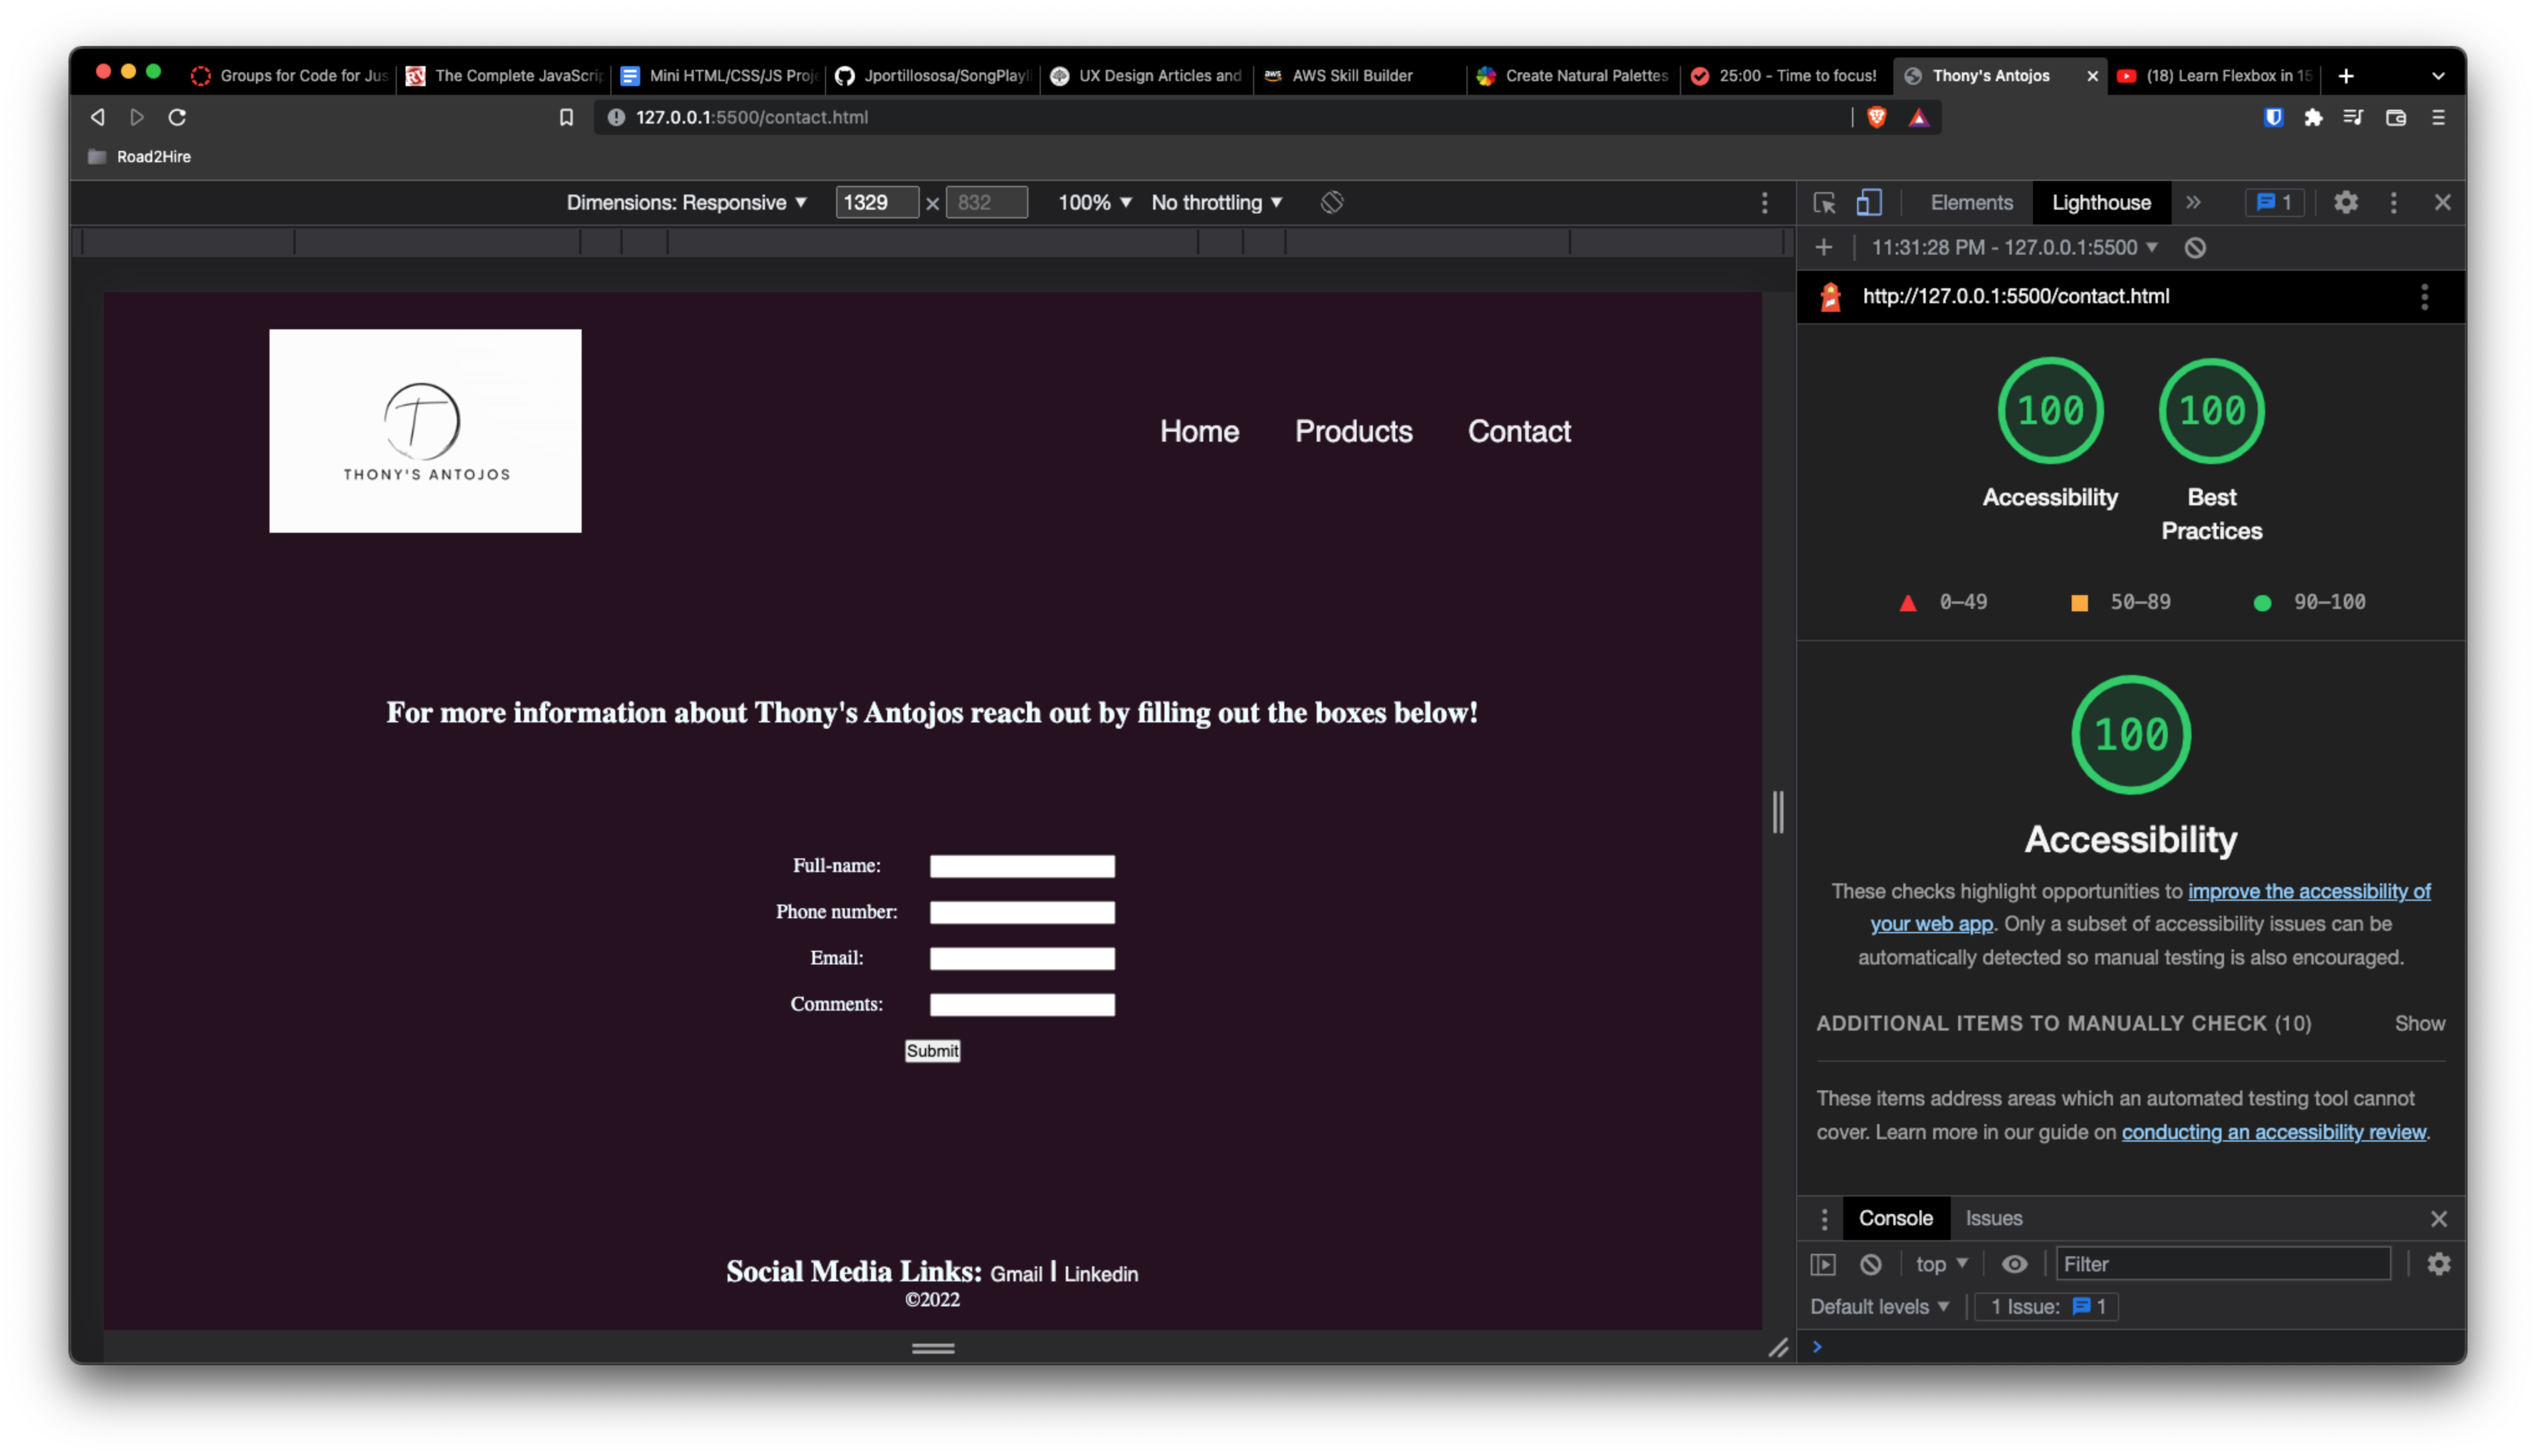 Groups for Code for Jus
The Complete JavaScrip
Mini HTML/CSS/JS Proje
Jportillososa/SongPlayli
UX Design Articles and
AWS Skill Builder
Create Natural Palettes
25:00 - Time to focus!
Thony's Antojos
(18) Learn Flexbox in 15
127.0.0.1:5500/contact.html
Road2Hire
Dimensions: Responsive
1329 × 832
100%
No throttling
Elements
Lighthouse
1
11:31:28 PM - 127.0.0.1:5500
http://127.0.0.1:5500/contact.html
T
THONY'S ANTOJOS
Home Products Contact
For more information about Thony's Antojos reach out by filling out the boxes below!
Full-name:
Phone number:
Email:
Comments:
Submit
Social Media Links: Gmail | Linkedin
©2022
100
Accessibility
100
Best
Practices
0–49
50–89
90–100
100
Accessibility
These checks highlight opportunities to improve the accessibility of
your web app. Only a subset of accessibility issues can be
automatically detected so manual testing is also encouraged.
ADDITIONAL ITEMS TO MANUALLY CHECK (10) Show
These items address areas which an automated testing tool cannot
cover. Learn more in our guide on conducting an accessibility review.
Console Issues
top
Filter
Default levels
1 Issue: 1